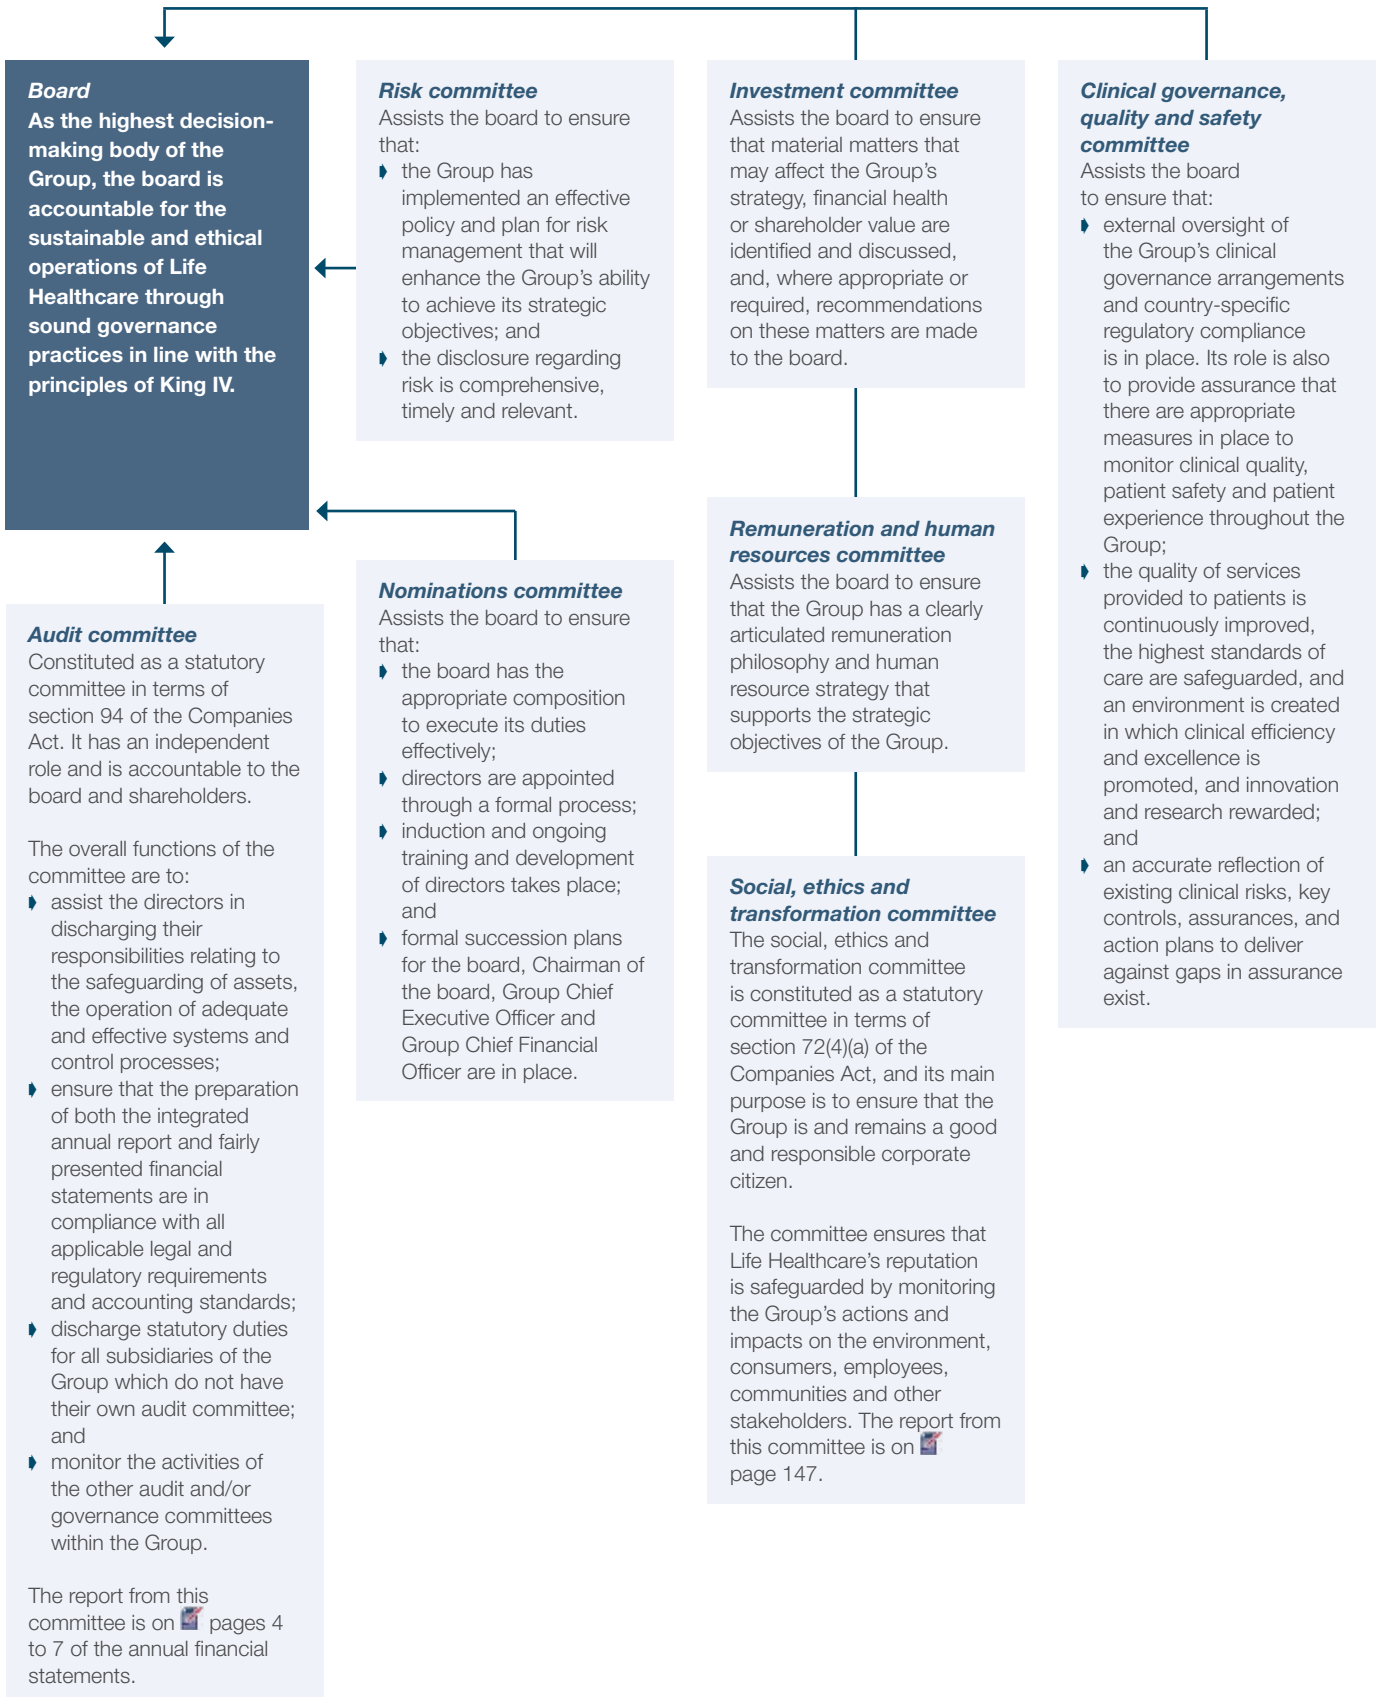 Board
As the highest decision-
making body of the
Group, the board is
accountable for the
sustainable and ethical
operations of Life
Healthcare through
sound governance
practices in line with the
principles of King IV.
Audit committee
Constituted as a statutory
committee in terms of
section 94 of the Companies
Act. It has an independent
role and is accountable to the
board and shareholders.
The overall functions of the
committee are to:
assist the directors in
discharging their
responsibilities relating to
the safeguarding of assets,
the operation of adequate
and effective systems and
control processes;
ensure that the preparation
of both the integrated
annual report and fairly
presented financial
statements are in
compliance with all
applicable legal and
regulatory requirements
and accounting standards;
discharge statutory duties
for all subsidiaries of the
Group which do not have
their own audit committee;
and
monitor the activities of
the other audit and/or
governance committees
within the Group.
The report from this
committee is on pages 4
to 7 of the annual financial
statements.
Risk committee
Assists the board to ensure
that:
the Group has
implemented an effective
policy and plan for risk
management that will
enhance the Group's ability
to achieve its strategic
objectives; and
the disclosure regarding
risk is comprehensive,
timely and relevant.
Nominations committee
Assists the board to ensure
that:
the board has the
appropriate composition
to execute its duties
effectively;
directors are appointed
through a formal process;
induction and ongoing
training and development
of directors takes place;
and
formal succession plans
for the board, Chairman of
the board, Group Chief
Executive Officer and
Group Chief Financial
Officer are in place.
Investment committee
Assists the board to ensure
that material matters that
may affect the Group's
strategy, financial health
or shareholder value are
identified and discussed,
and, where appropriate or
required, recommendations
on these matters are made
to the board.
Remuneration and human
resources committee
Assists the board to ensure
that the Group has a clearly
articulated remuneration
philosophy and human
resource strategy that
supports the strategic
objectives of the Group.
Social, ethics and
transformation committee
The social, ethics and
transformation committee
is constituted as a statutory
committee in terms of
section 72(4)(a) of the
Companies Act, and its main
purpose is to ensure that the
Group is and remains a good
and responsible corporate
citizen.
The committee ensures that
Life Healthcare's reputation
is safeguarded by monitoring
the Group's actions and
impacts on the environment,
consumers, employees,
communities and other
stakeholders. The report from
this committee is on
page 147.
Clinical governance,
quality and safety
committee
Assists the board
to ensure that:
external oversight of
the Group's clinical
governance arrangements
and country-specific
regulatory compliance
is in place. Its role is also
to provide assurance that
there are appropriate
measures in place to
monitor clinical quality,
patient safety and patient
experience throughout the
Group;
the quality of services
provided to patients is
continuously improved,
the highest standards of
care are safeguarded, and
an environment is created
in which clinical efficiency
and excellence is
promoted, and innovation
and research rewarded;
and
an accurate reflection of
existing clinical risks, key
controls, assurances, and
action plans to deliver
against gaps in assurance
exist.